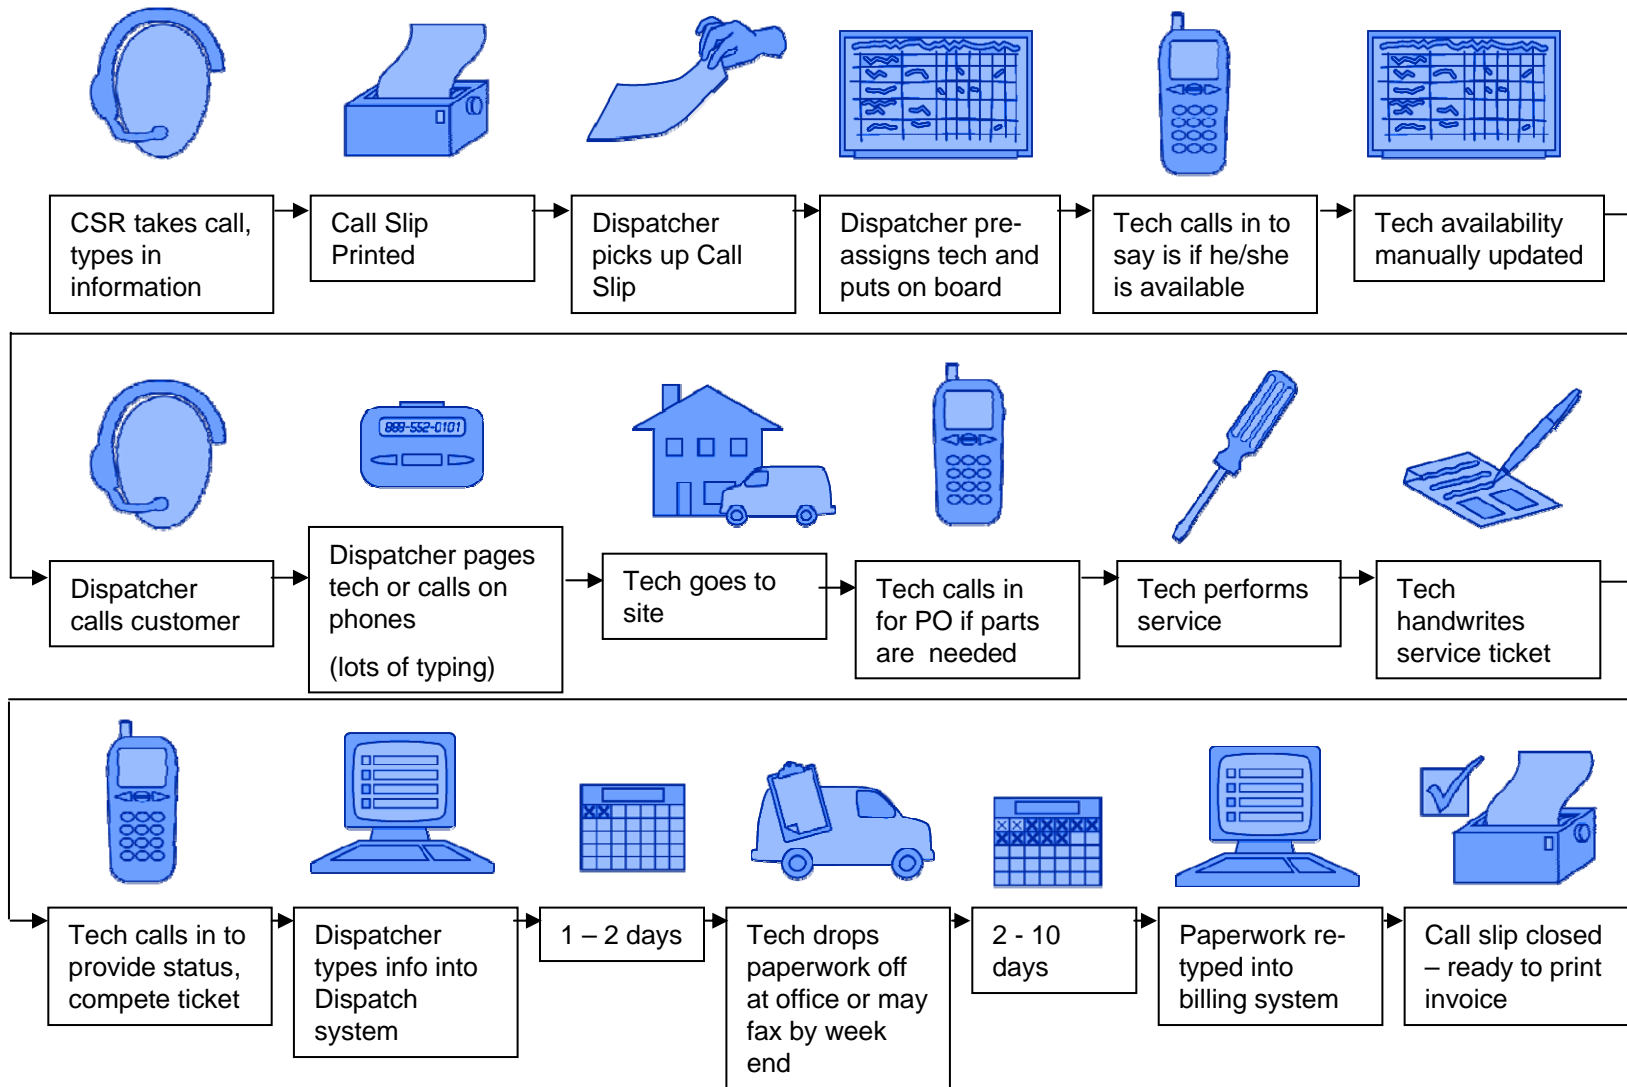 CSR takes call,
types in
information
Call Slip
Printed
Dispatcher
picks up Call
Slip
Dispatcher pre-
assigns tech and
puts on board
Tech calls in to
say is if he/she
is available
Tech availability
manually updated
888-552-0101
Dispatcher
calls customer
Dispatcher pages
tech or calls on
phones
(lots of typing)
Tech goes to
site
Tech calls in
for PO if parts
are needed
Tech performs
service
Tech
handwrites
service ticket
Tech calls in to
provide status,
compete ticket
Dispatcher
types info into
Dispatch
system
1 – 2 days
Tech drops
paperwork off
at office or may
fax by week
end
2 - 10
days
Paperwork re-
typed into
billing system
Call slip closed
– ready to print
invoice